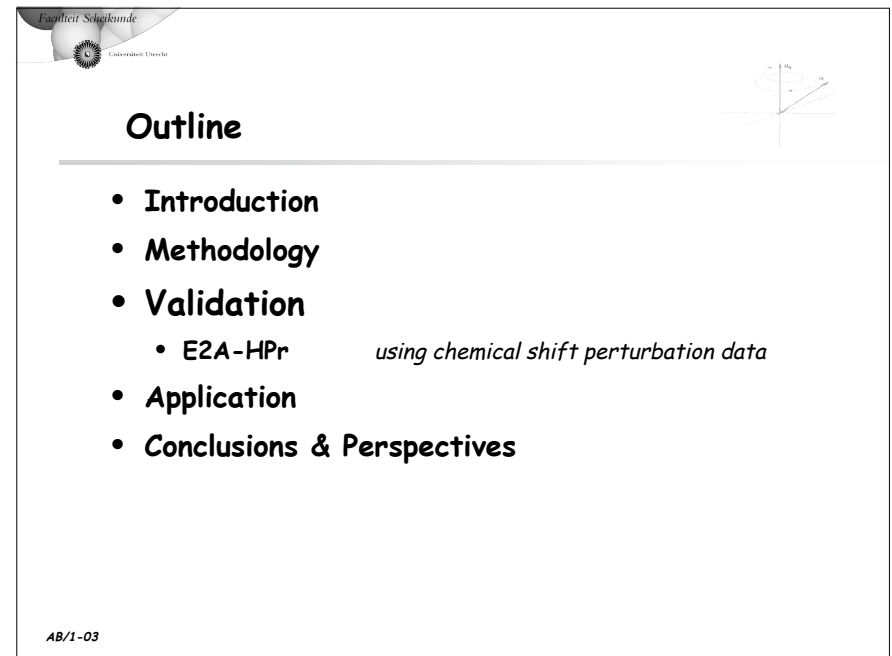 Faculteit Scheikunde
Universiteit Utrecht
Outline
• Introduction
• Methodology
• Validation
• E2A-HPr using chemical shift perturbation data
• Application
• Conclusions & Perspectives
AB/1-03